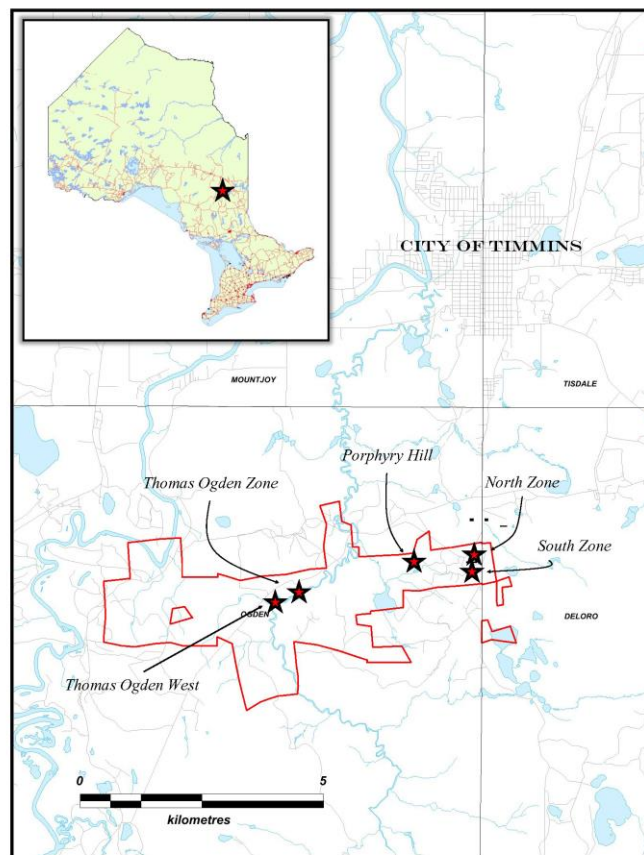 CITY OF TIMMINS
MOUNTJOY
TISDALE
Porphyry Hill
Thomas Ogden Zone
North Zone
South Zone
OGDEN
DELORO
Thomas Ogden West
0 5
kilometres